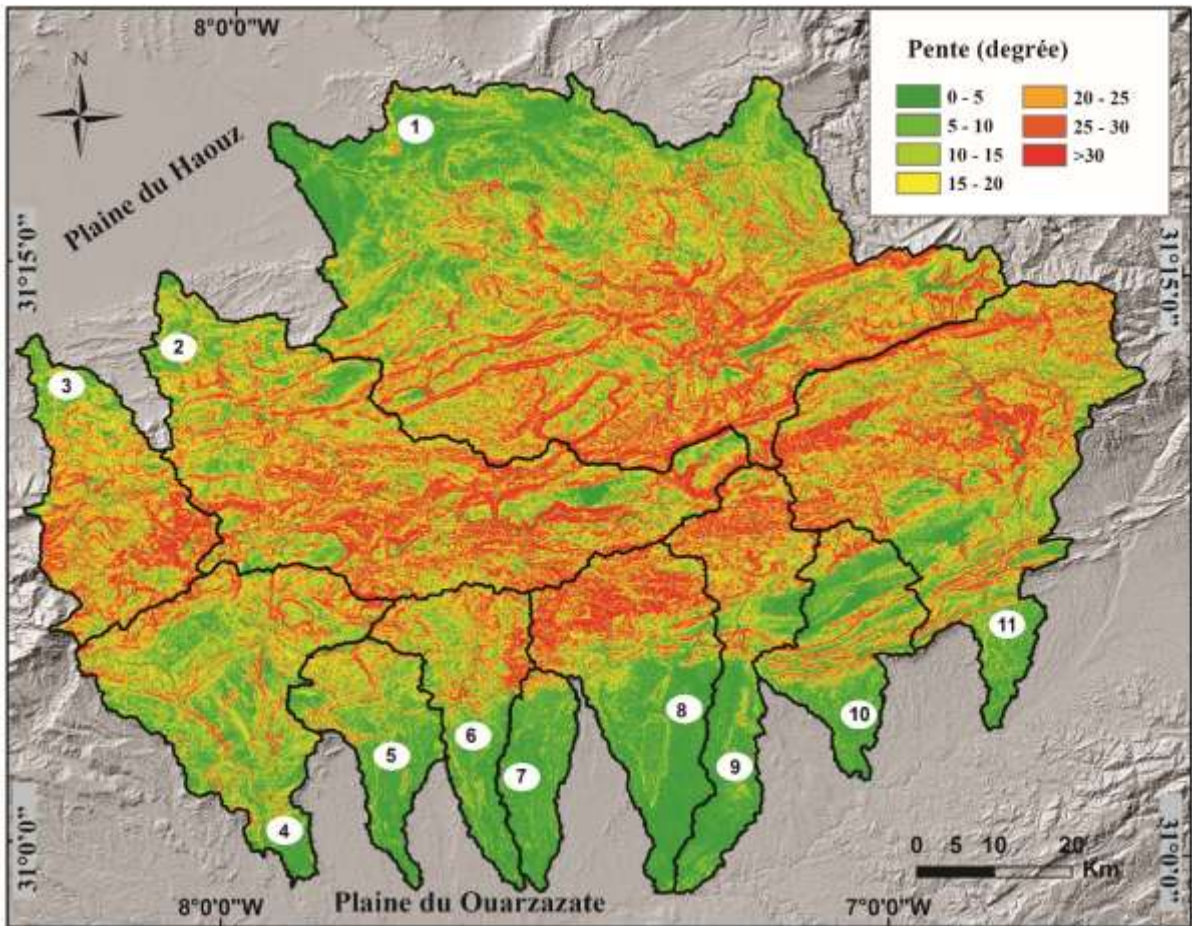 8°0'0"W
N
Pente (degrée)
0 - 5
5 - 10
10 - 15
15 - 20
20 - 25
25 - 30
>30
1
Plaine du Haouz
31°15'0"
31°15'0"
2
3
11
8
10
6
5
9
7
4
0 5 10 20
Km
31°0'0"
31°0'0"
Plaine du Ouarzazate
8°0'0"W
7°0'0"W